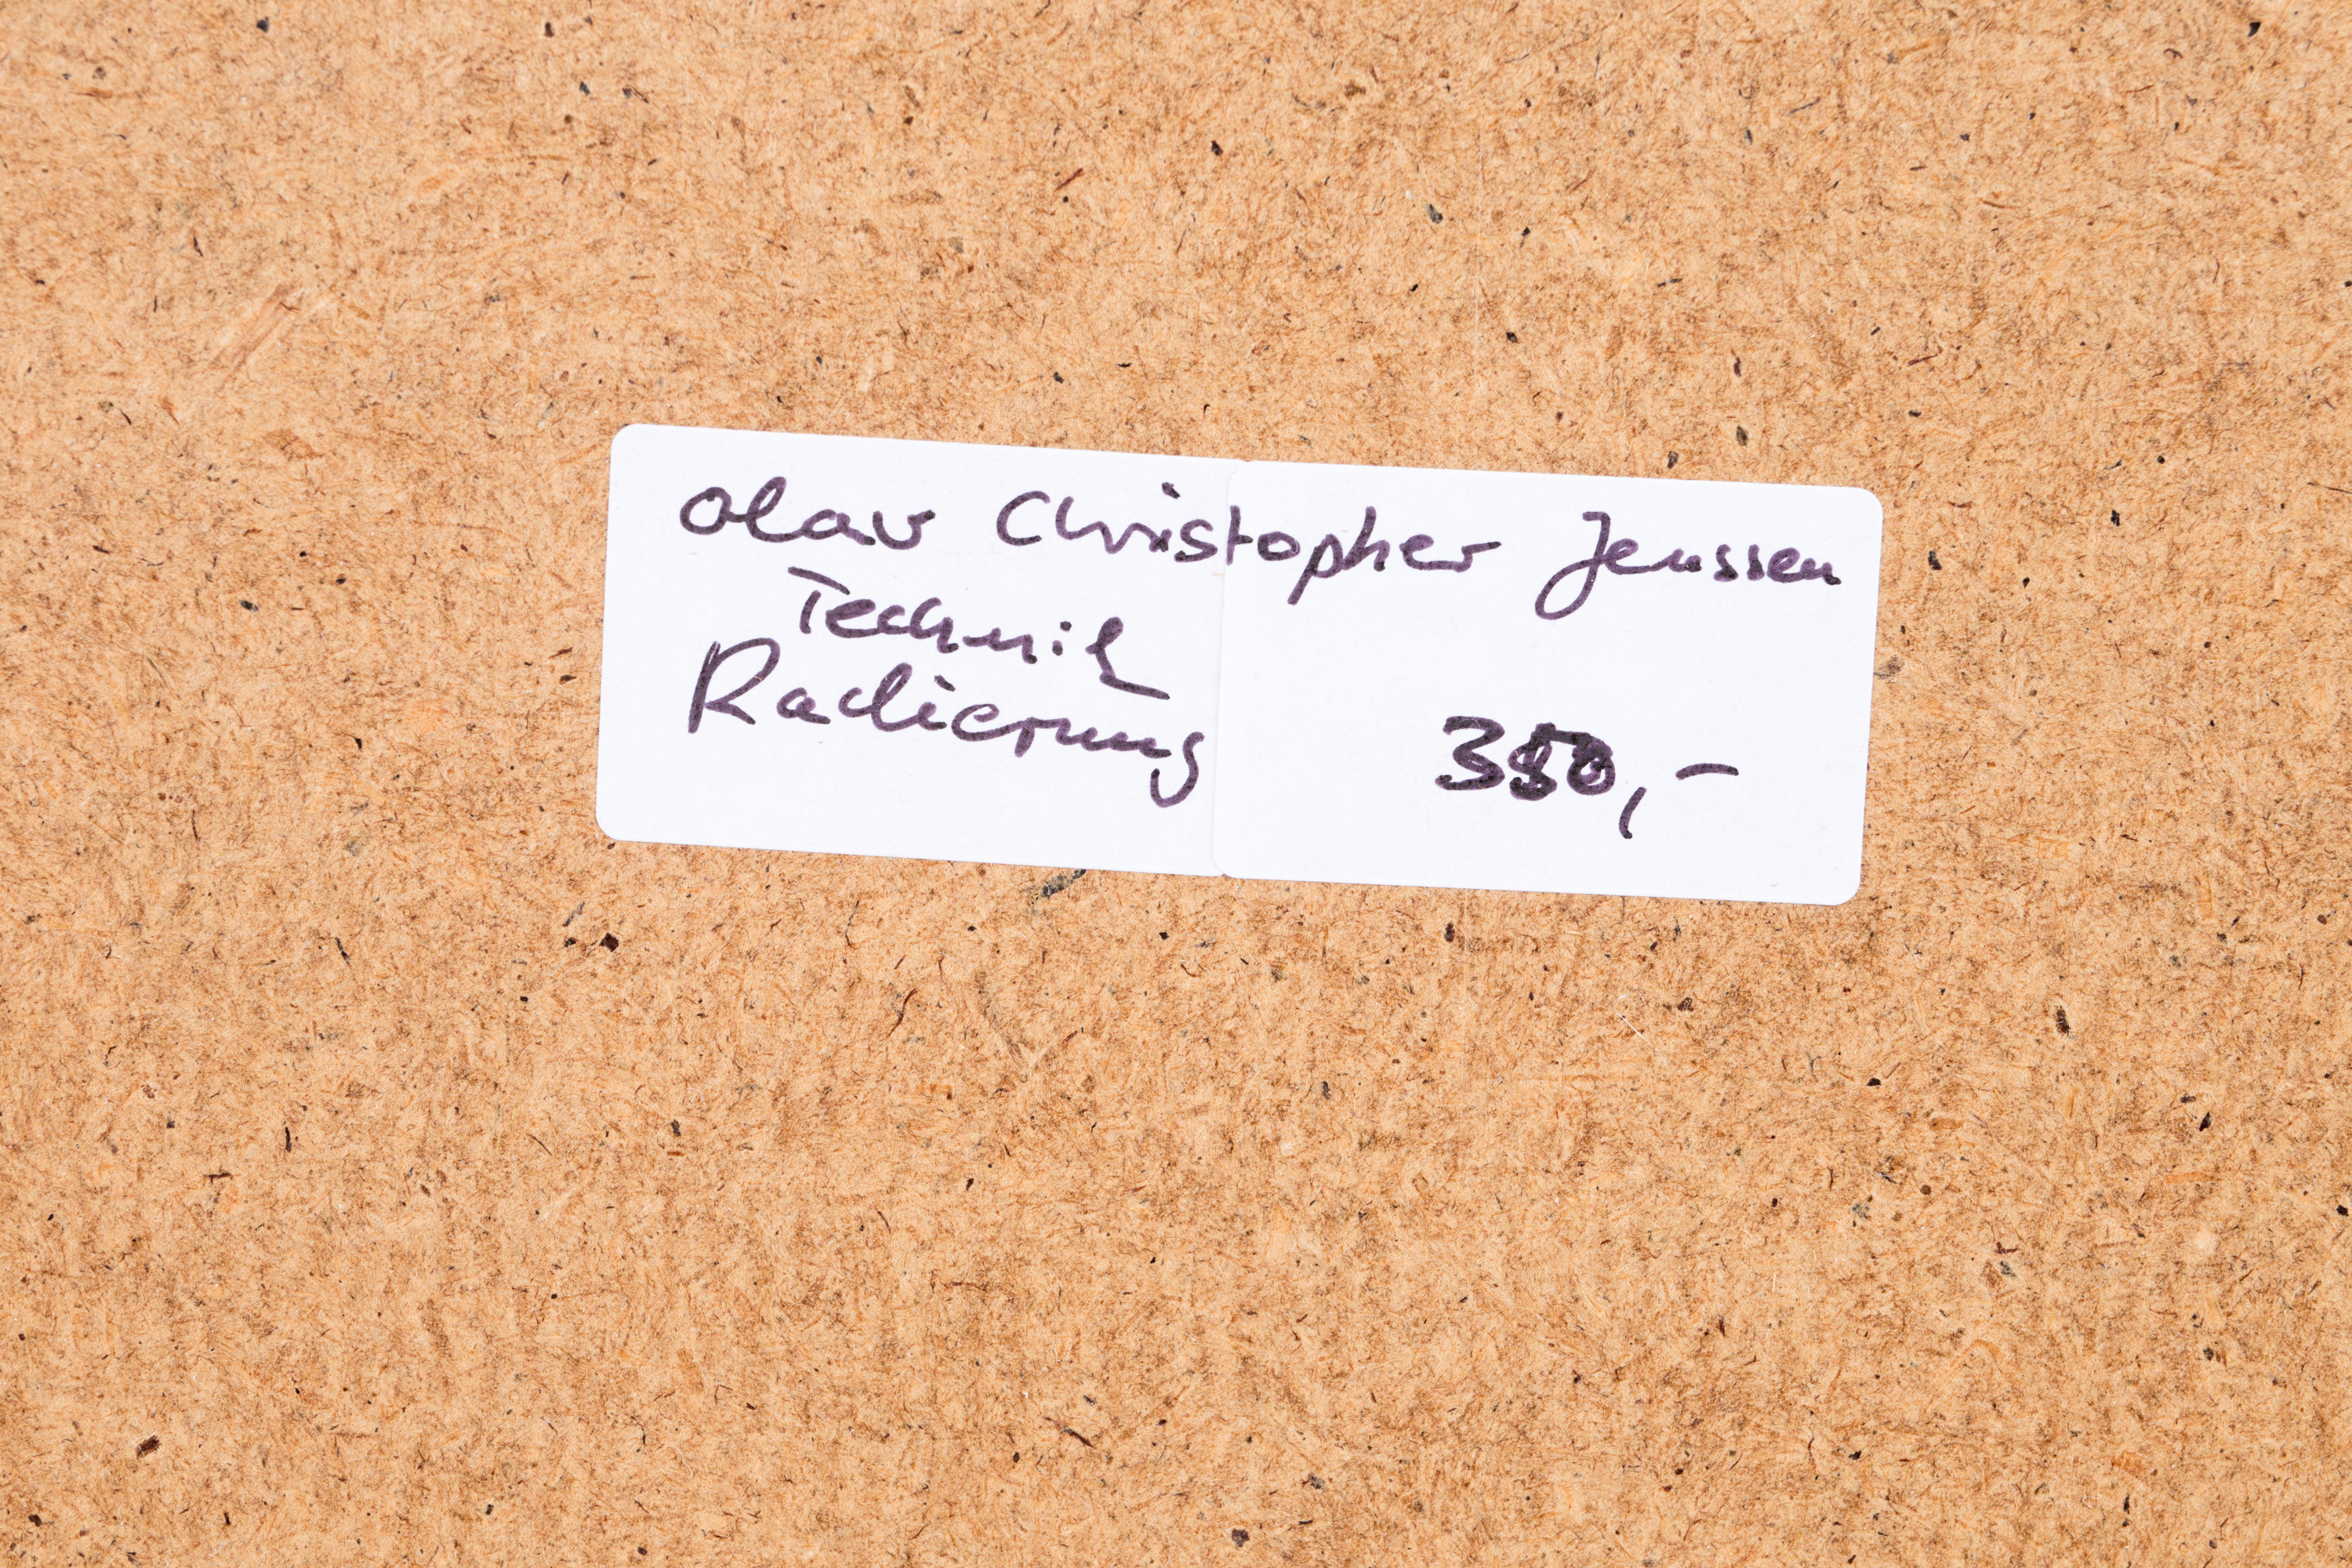 Olav Christopher Jenssen
Technik
Radierung
350,-